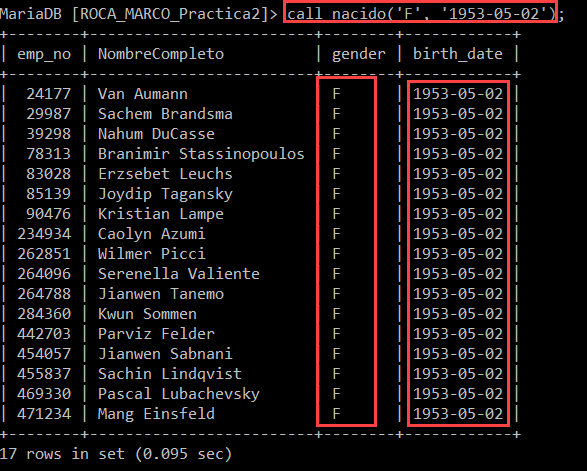 MariaDB [ROCA_MARCO_Practica2]> call nacido('F', '1953-05-02');
+--------+-----------------------+--------+------------+
| emp_no | NombreCompleto | gender | birth_date |
+--------+-----------------------+--------+------------+
| 24177 | Van Aumann | F | 1953-05-02 |
| 29987 | Sachem Brandsma | F | 1953-05-02 |
| 39298 | Nahum DuCasse | F | 1953-05-02 |
| 78313 | Branimir Stassinopoulos | F | 1953-05-02 |
| 83028 | Erzsebet Leuchs | F | 1953-05-02 |
| 85139 | Joydip Tagansky | F | 1953-05-02 |
| 90476 | Kristian Lampe | F | 1953-05-02 |
| 234934 | Caolyn Azumi | F | 1953-05-02 |
| 262851 | Wilmer Picci | F | 1953-05-02 |
| 264096 | Serenella Valiente | F | 1953-05-02 |
| 264788 | Jianwen Tanemo | F | 1953-05-02 |
| 284360 | Kwun Sommen | F | 1953-05-02 |
| 442703 | Parviz Felder | F | 1953-05-02 |
| 454057 | Jianwen Sabnani | F | 1953-05-02 |
| 455837 | Sachin Lindqvist | F | 1953-05-02 |
| 469330 | Pascal Lubachevsky | F | 1953-05-02 |
| 471234 | Mang Einsfeld | F | 1953-05-02 |
+--------+-----------------------+--------+------------+
17 rows in set (0.095 sec)